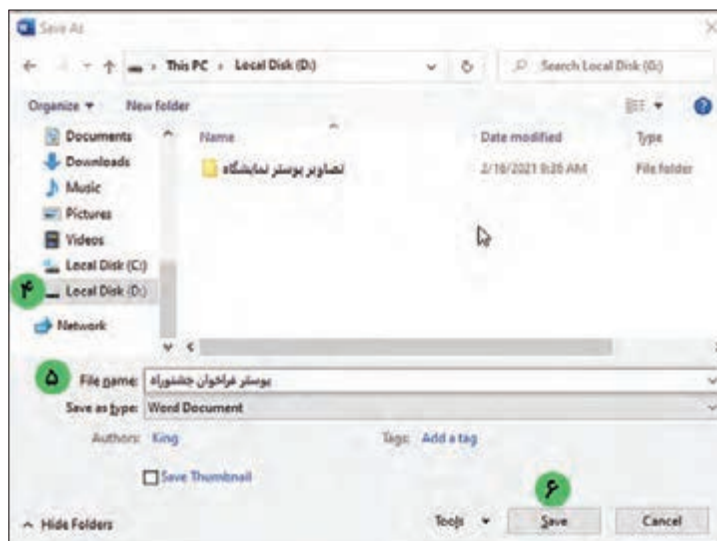 Save As
This PC › Local Disk (D:)
Search Local Disk (D:)
Organize
New folder
Documents
Downloads
Music
Pictures
Videos
Local Disk (C:)
۴ Local Disk (D:)
Network
Name Date modified Type
تصاویر پوستر نمایشگاه 2/16/2021 9:26 AM File folder
۵ File name: پوستر فراخوان جشنوراه
Save as type: Word Document
Authors: King Tags: Add a tag
Save Thumbnail
۶
Hide Folders Tools Save Cancel